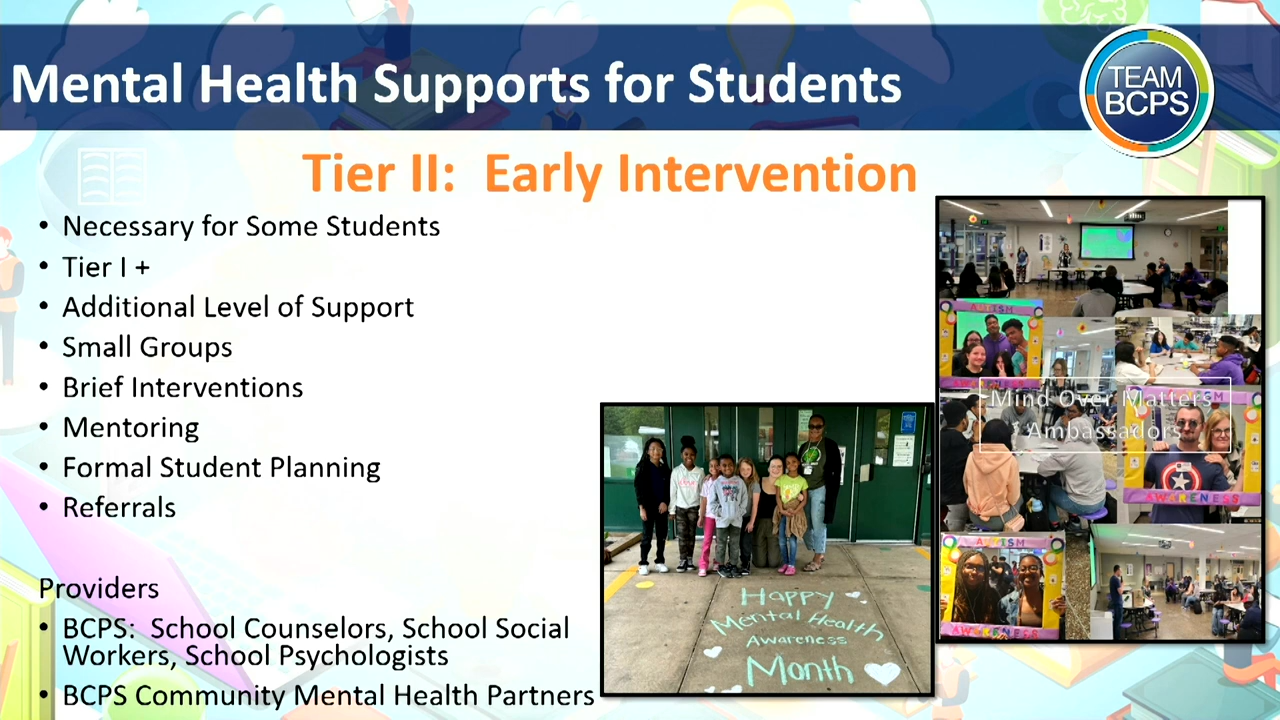 Mental Health Supports for Students
TEAM
BCPS
Tier II: Early Intervention
• Necessary for Some Students
• Tier I +
• Additional Level of Support
• Small Groups
• Brief Interventions
• Mentoring
• Formal Student Planning
• Referrals
Providers
• BCPS: School Counselors, School Social
Workers, School Psychologists
• BCPS Community Mental Health Partners
Happy
Mental Health
Awareness
Month
AUTISM
AWARENESS
Mind Over Matters
Ambassadors
AWARENESS
AUTISM
AWARENESS